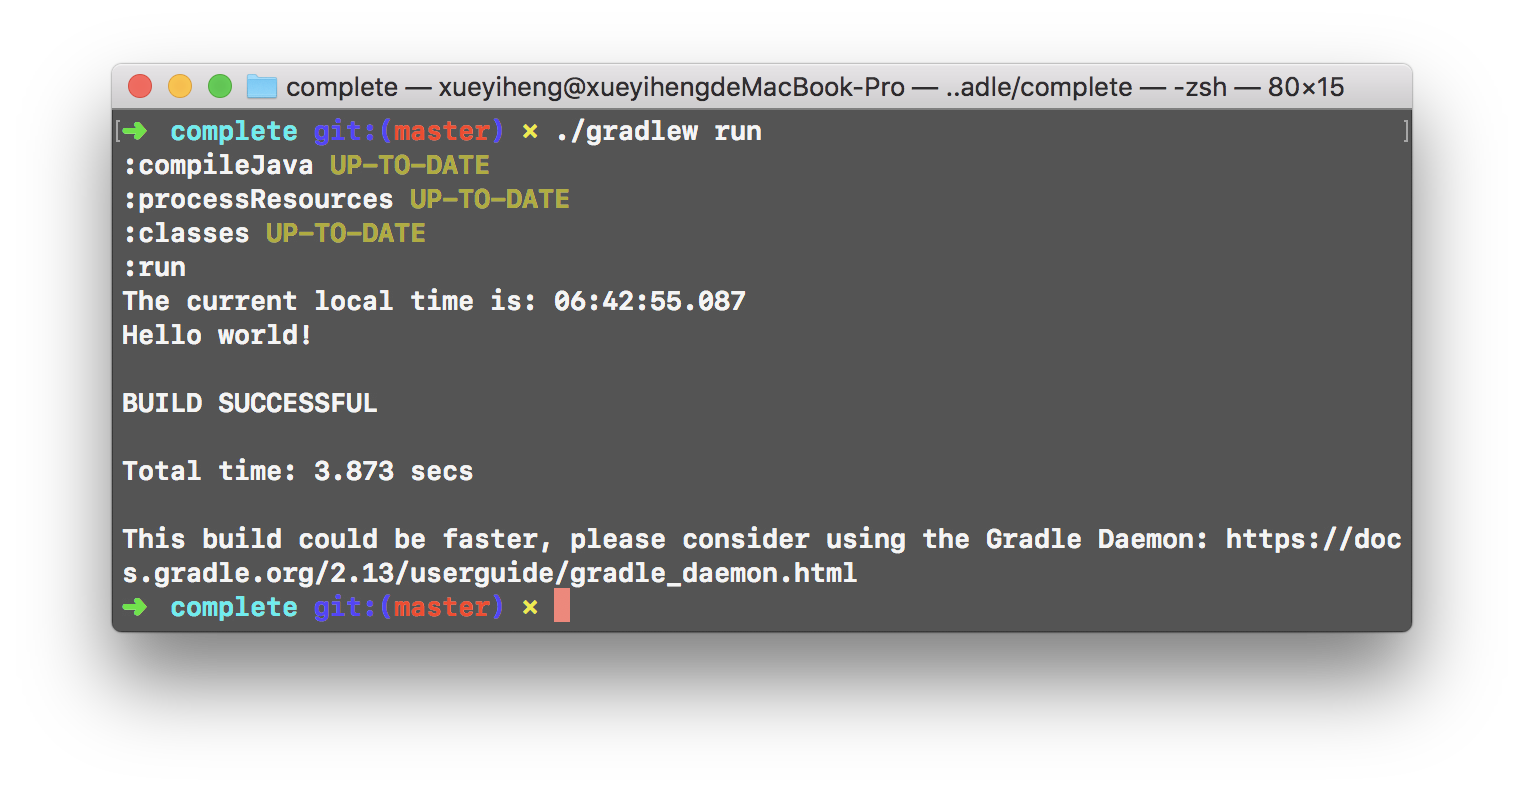 complete — xueyiheng@xueyihengdeMacBook-Pro — ..adle/complete — -zsh — 80×15
[➜ complete git:(master) × ./gradlew run ]
:compileJava UP-TO-DATE
:processResources UP-TO-DATE
:classes UP-TO-DATE
:run
The current local time is: 06:42:55.087
Hello world!
BUILD SUCCESSFUL
Total time: 3.873 secs
This build could be faster, please consider using the Gradle Daemon: https://doc
s.gradle.org/2.13/userguide/gradle_daemon.html
➜ complete git:(master) ×